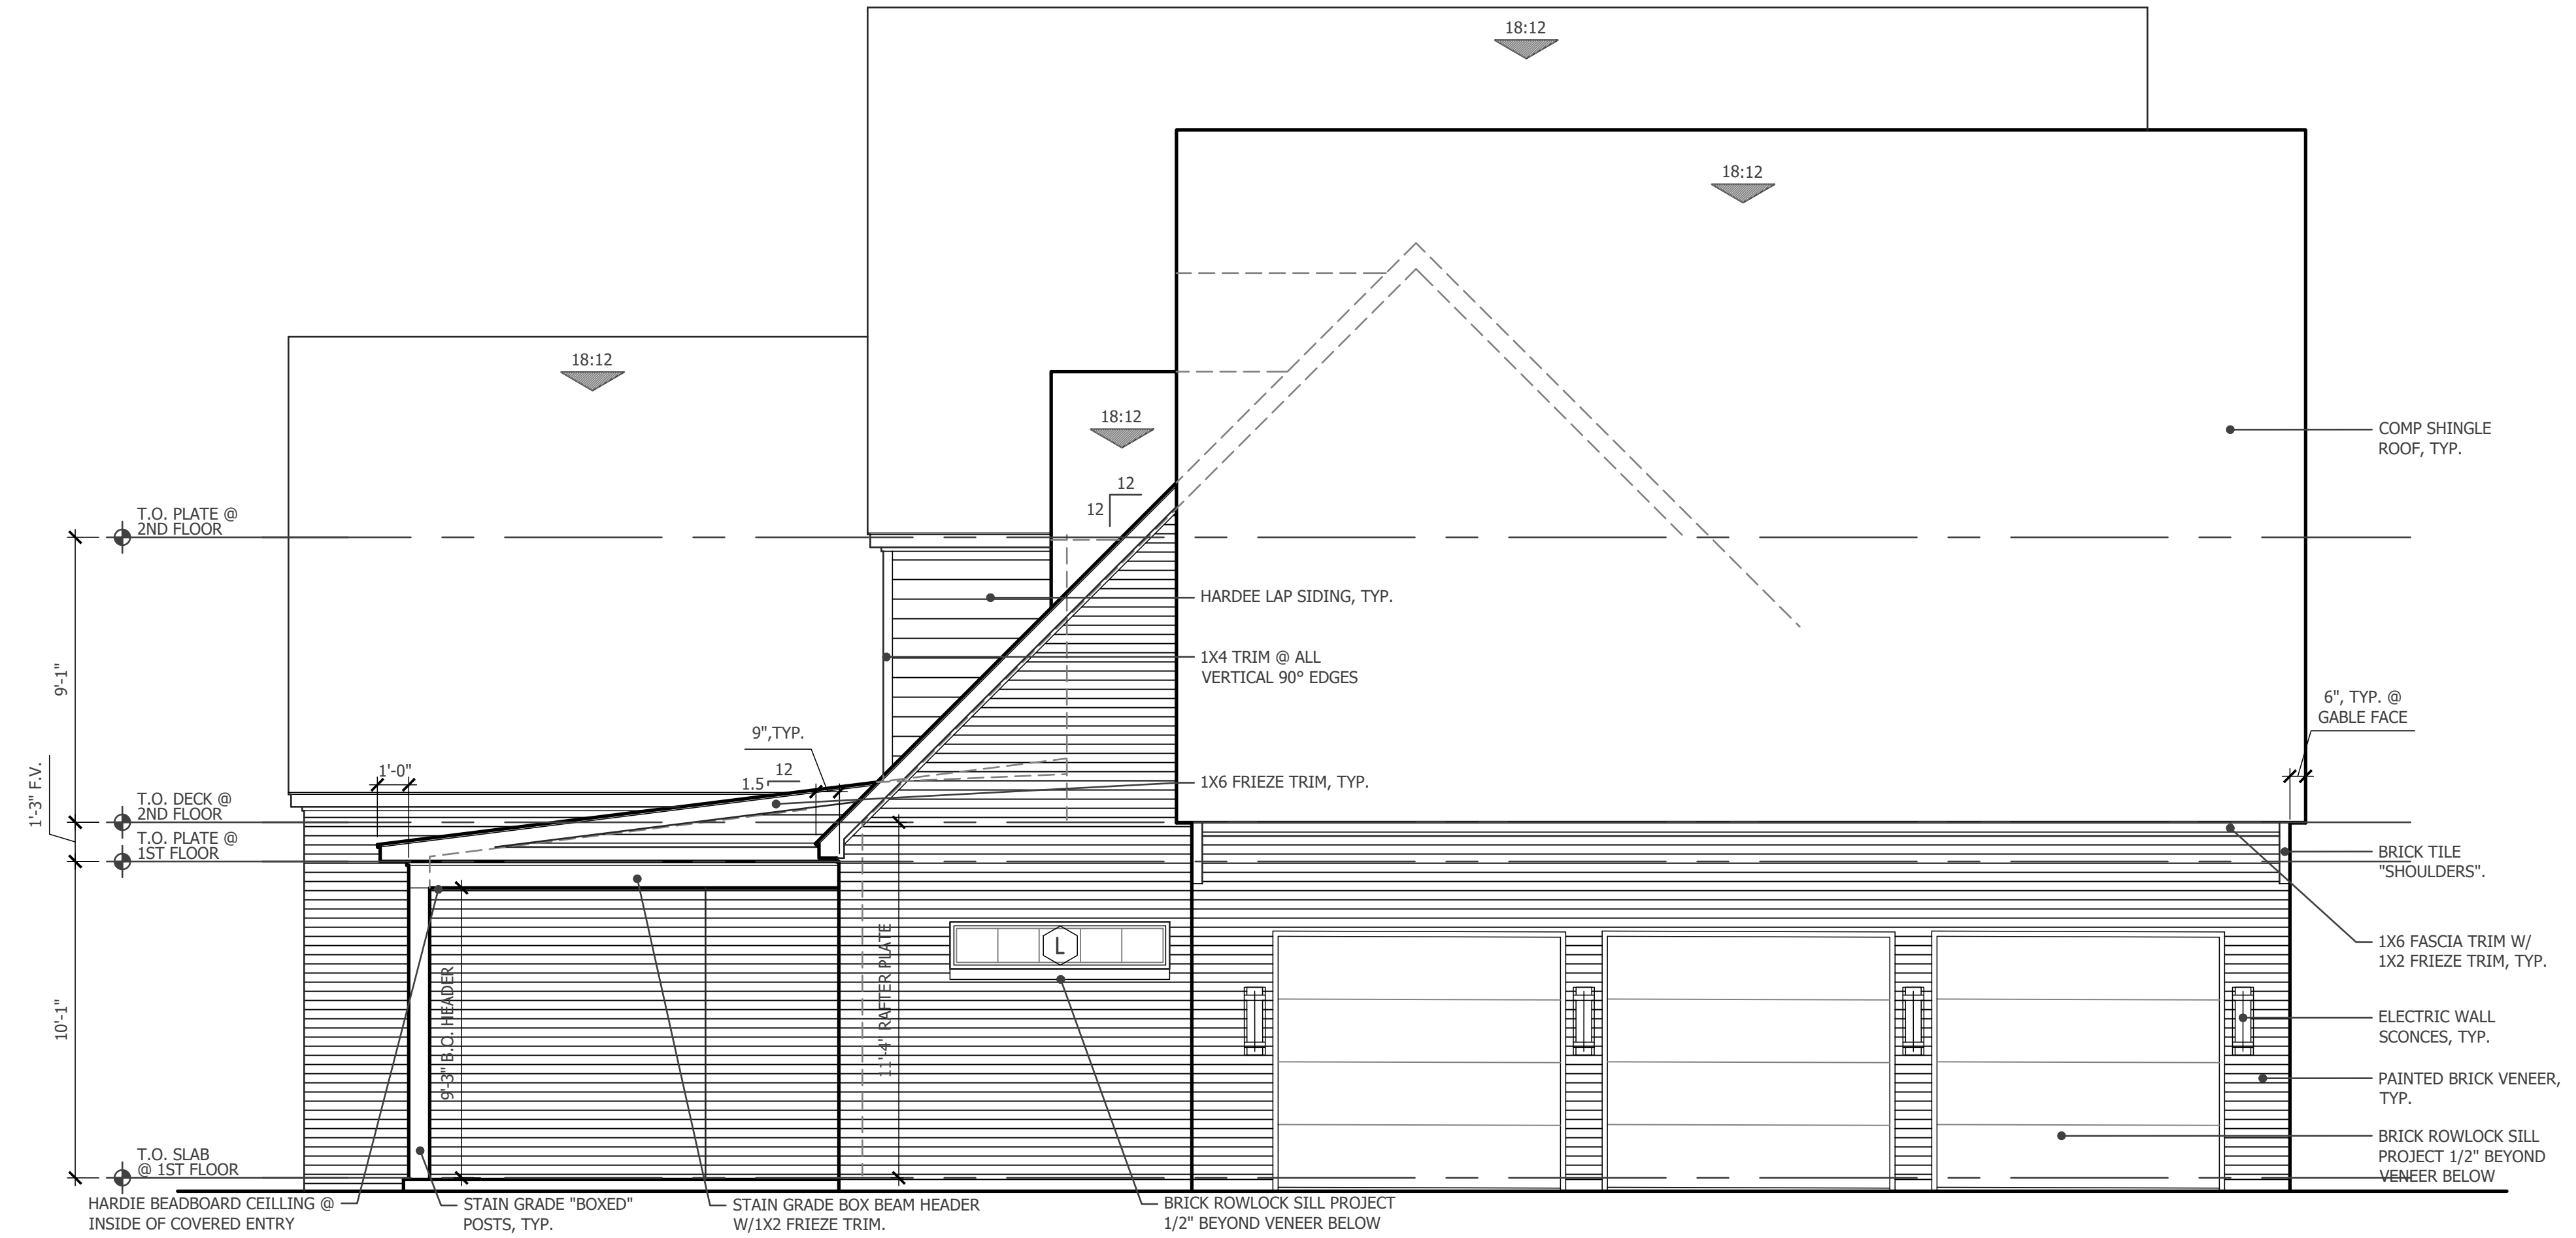 18:12
18:12
18:12
18:12
12
12
COMP SHINGLE
ROOF, TYP.
T.O. PLATE @
2ND FLOOR
HARDEE LAP SIDING, TYP.
1X4 TRIM @ ALL
VERTICAL 90° EDGES
9'-1"
6", TYP. @
GABLE FACE
9",TYP.
1'-0"
12
1.5
1X6 FRIEZE TRIM, TYP.
1'-3" F.V.
T.O. DECK @
2ND FLOOR
T.O. PLATE @
1ST FLOOR
BRICK TILE
"SHOULDERS".
L
1X6 FASCIA TRIM W/
1X2 FRIEZE TRIM, TYP.
10'-1"
9'-3" B.C. HEADER
11'-4' RAFTER PLATE
ELECTRIC WALL
SCONCES, TYP.
PAINTED BRICK VENEER,
TYP.
BRICK ROWLOCK SILL
PROJECT 1/2" BEYOND
VENEER BELOW
T.O. SLAB
@ 1ST FLOOR
HARDIE BEADBOARD CEILLING @
INSIDE OF COVERED ENTRY
STAIN GRADE "BOXED"
POSTS, TYP.
STAIN GRADE BOX BEAM HEADER
W/1X2 FRIEZE TRIM.
BRICK ROWLOCK SILL PROJECT
1/2" BEYOND VENEER BELOW